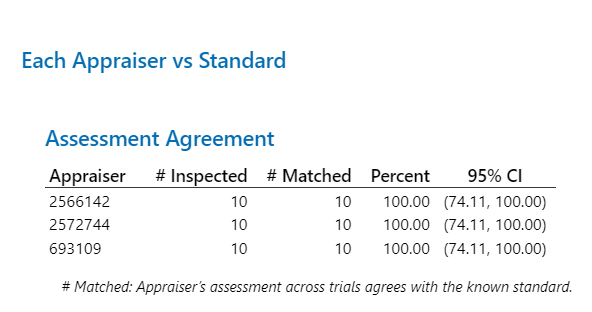 Each Appraiser vs Standard
Assessment Agreement
Appraiser # Inspected # Matched Percent 95% CI
2566142 10 10 100.00 (74.11, 100.00)
2572744 10 10 100.00 (74.11, 100.00)
693109 10 10 100.00 (74.11, 100.00)
# Matched: Appraiser’s assessment across trials agrees with the known standard.